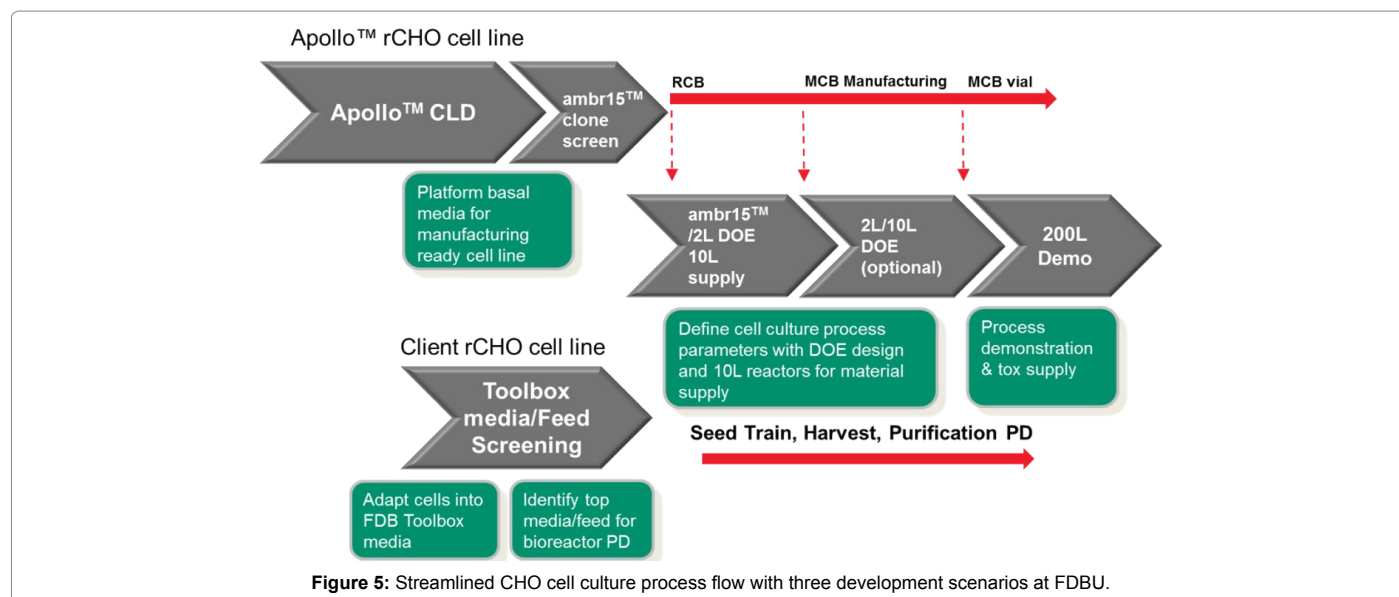 Apollo™ rCHO cell line
Apollo™ CLD
ambr15™
clone
screen
RCB
MCB Manufacturing
MCB vial
Platform basal
media for
manufacturing
ready cell line
ambr15™
/2L DOE
10L
supply
2L/10L
DOE
(optional)
200L
Demo
Define cell culture process
parameters with DOE design
and 10L reactors for material
supply
Process
demonstration
& tox supply
Client rCHO cell line
Toolbox
media/Feed
Screening
Seed Train, Harvest, Purification PD
Adapt cells into
FDB Toolbox
media
Identify top
media/feed for
bioreactor PD
Figure 5: Streamlined CHO cell culture process flow with three development scenarios at FDBU.